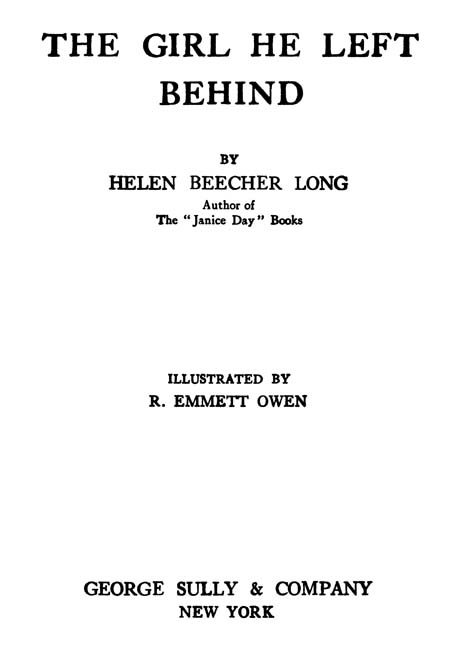 THE GIRL HE LEFT
BEHIND
BY
HELEN BEECHER LONG
Author of
The "Janice Day" Books
ILLUSTRATED BY
R. EMMETT OWEN
GEORGE SULLY & COMPANY
NEW YORK